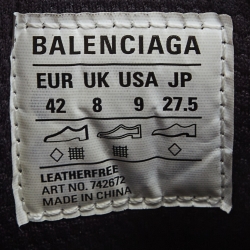 BALENCIAGA
EUR UK USA JP
42 8 9 27.5
LEATHERFREE
ART NO. 742672
MADE IN CHINA